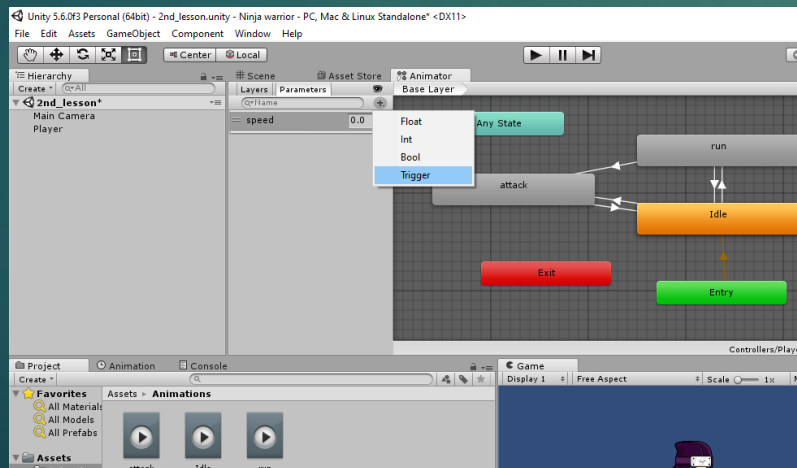 Unity 5.6.0f3 Personal (64bit) - 2nd_lesson.unity - Ninja warrior - PC, Mac & Linux Standalone* <DX11>
File Edit Assets GameObject Component Window Help
Center Local
Hierarchy
Create All
2nd_lesson*
Main Camera
Player
Scene Asset Store Animator
Layers Parameters Base Layer
Name
speed 0.0
Float
Int
Bool
Trigger
Any State
run
attack
Idle
Exit
Entry
Controllers/Playe
Project Animation Console
Create
Favorites
All Materials
All Models
All Prefabs
Assets
Assets Animations
attack Idle run
Game
Display 1 Free Aspect Scale 1x